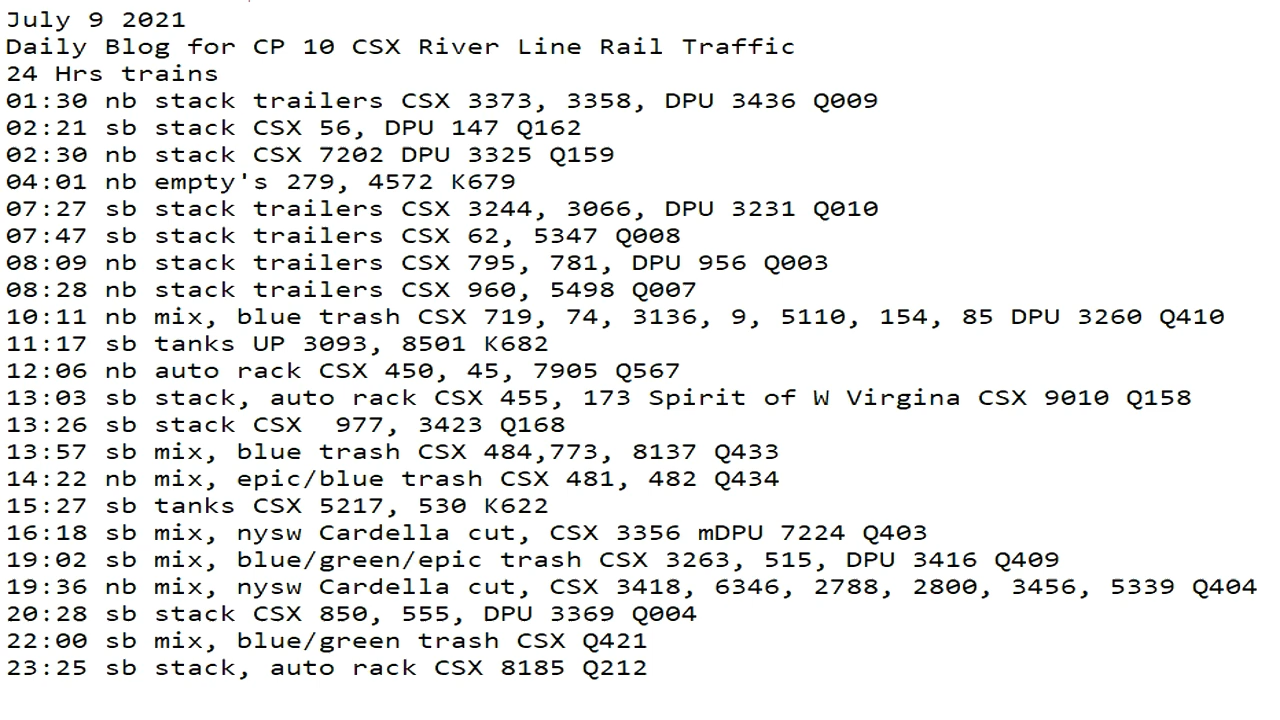 July 9 2021
Daily Blog for CP 10 CSX River Line Rail Traffic
24 Hrs trains
01:30 nb stack trailers CSX 3373, 3358, DPU 3436 Q009
02:21 sb stack CSX 56, DPU 147 Q162
02:30 nb stack CSX 7202 DPU 3325 Q159
04:01 nb empty's 279, 4572 K679
07:27 sb stack trailers CSX 3244, 3066, DPU 3231 Q010
07:47 sb stack trailers CSX 62, 5347 Q008
08:09 nb stack trailers CSX 795, 781, DPU 956 Q003
08:28 nb stack trailers CSX 960, 5498 Q007
10:11 nb mix, blue trash CSX 719, 74, 3136, 9, 5110, 154, 85 DPU 3260 Q410
11:17 sb tanks UP 3093, 8501 K682
12:06 nb auto rack CSX 450, 45, 7905 Q567
13:03 sb stack, auto rack CSX 455, 173 Spirit of W Virgina CSX 9010 Q158
13:26 sb stack CSX  977, 3423 Q168
13:57 sb mix, blue trash CSX 484,773, 8137 Q433
14:22 nb mix, epic/blue trash CSX 481, 482 Q434
15:27 sb tanks CSX 5217, 530 K622
16:18 sb mix, nysw Cardella cut, CSX 3356 mDPU 7224 Q403
19:02 sb mix, blue/green/epic trash CSX 3263, 515, DPU 3416 Q409
19:36 nb mix, nysw Cardella cut, CSX 3418, 6346, 2788, 2800, 3456, 5339 Q404
20:28 sb stack CSX 850, 555, DPU 3369 Q004
22:00 sb mix, blue/green trash CSX Q421
23:25 sb stack, auto rack CSX 8185 Q212